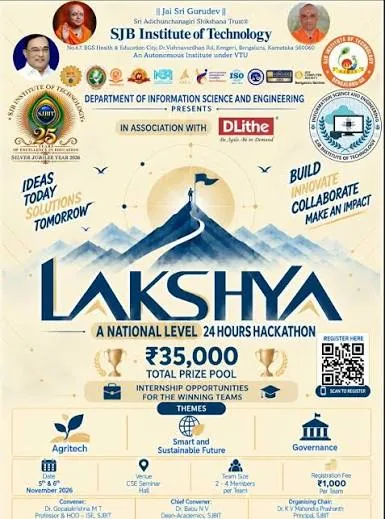 || Jai Sri Gurudev ||
Sri Adichunchanagiri Shikshana Trust®
SJB Institute of Technology
No.67, BGS Health & Education City, Dr.Vishnuvardhan Rd, Kengeri, Bengaluru, Karnataka 560060
An Autonomous Institute under VTU
SJB INSTITUTE OF TECHNOLOGY
SJBIT
25
YEARS
OF EXCELLENCE IN EDUCATION
SILVER JUBILEE YEAR 2026
DEPARTMENT OF INFORMATION SCIENCE AND ENGINEERING
PRESENTS
IN ASSOCIATION WITH
DLithe
Be Agile -Be in Demand
INFORMATION SCIENCE AND ENGINEERING
SJB INSTITUTE OF TECHNOLOGY
IDEAS
TODAY
SOLUTIONS
TOMORROW
BUILD
INNOVATE
COLLABORATE
MAKE AN IMPACT
LAKSHYA
A NATIONAL LEVEL 24 HOURS HACKATHON
₹35,000
TOTAL PRIZE POOL
REGISTER HERE
SCAN TO REGISTER
INTERNSHIP OPPORTUNITIES
FOR THE WINNING TEAMS
THEMES
Agritech
Smart and
Sustainable Future
Governance
Date
5th & 6th
November 2026
Venue
CSE Seminar
Hall
Team Size
2 - 4 Members
per Team
Registration Fee
₹1,000
Per Team
Convener:
Dr. Gopalakrishna M T
Professor & HOD – ISE, SJBIT
Chief Convener:
Dr. Babu N V
Dean-Academics, SJBIT
Organising Chair:
Dr. K V Mahendra Prashanth
Principal, SJBIT